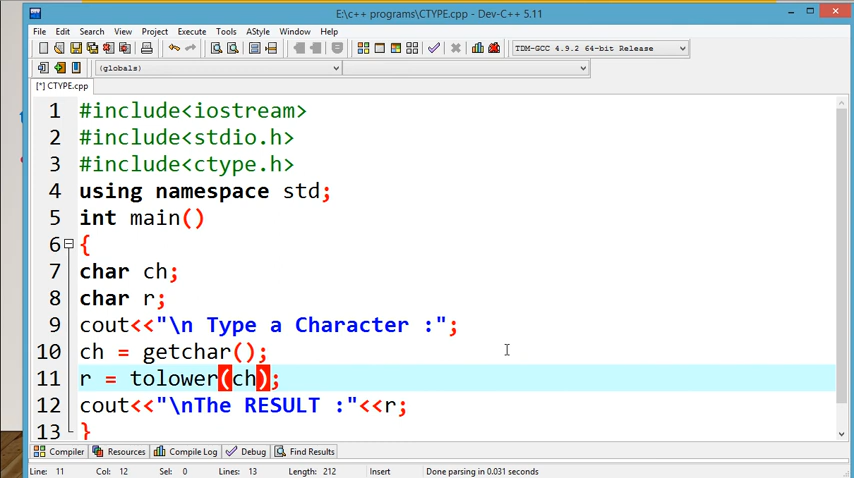 E:\c++ programs\CTYPE.cpp - Dev-C++ 5.11
File Edit Search View Project Execute Tools AStyle Window Help
TDM-GCC 4.9.2 64-bit Release
(globals)
[*] CTYPE.cpp
1 #include<iostream>
2 #include<stdio.h>
3 #include<ctype.h>
4 using namespace std;
5 int main()
6 {
7 char ch;
8 char r;
9 cout<<"\n Type a Character :";
10 ch = getchar();
11 r = tolower(ch);
12 cout<<"\nThe RESULT :"<<r;
13 }
Compiler Resources Compile Log Debug Find Results
Line: 11 Col: 12 Sel: 0 Lines: 13 Length: 212 Insert Done parsing in 0.031 seconds